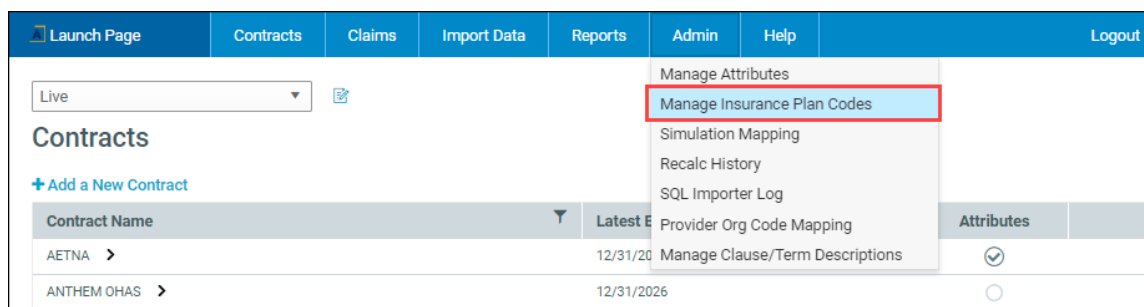 Launch Page Contracts Claims Import Data Reports Admin Help Logout
Manage Attributes
Live
Manage Insurance Plan Codes
Contracts
Simulation Mapping
Recalc History
+Add a New Contract
SQL Importer Log
Contract Name Latest E Provider Org Code Mapping Attributes
AETNA 12/31/20 Manage Clause/Term Descriptions
ANTHEM OHAS 12/31/2026